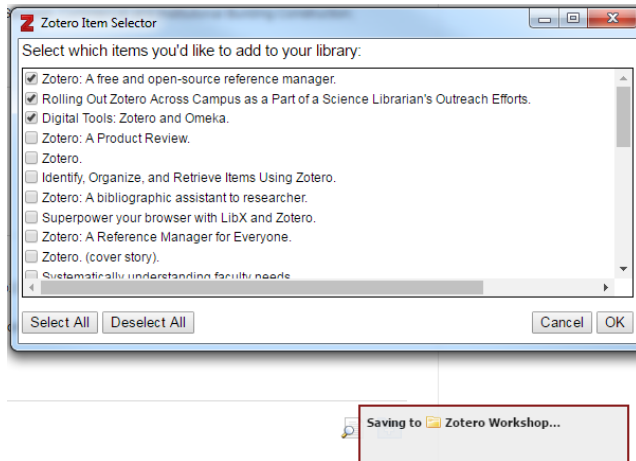 Zotero Item Selector
Select which items you'd like to add to your library:
Zotero: A free and open-source reference manager.
Rolling Out Zotero Across Campus as a Part of a Science Librarian's Outreach Efforts.
Digital Tools: Zotero and Omeka.
Zotero: A Product Review.
Zotero.
Identify, Organize, and Retrieve Items Using Zotero.
Zotero: A bibliographic assistant to researcher.
Superpower your browser with LibX and Zotero.
Zotero: A Reference Manager for Everyone.
Zotero. (cover story).
Systematically understanding faculty needs
Select All Deselect All Cancel OK
Saving to Zotero Workshop...